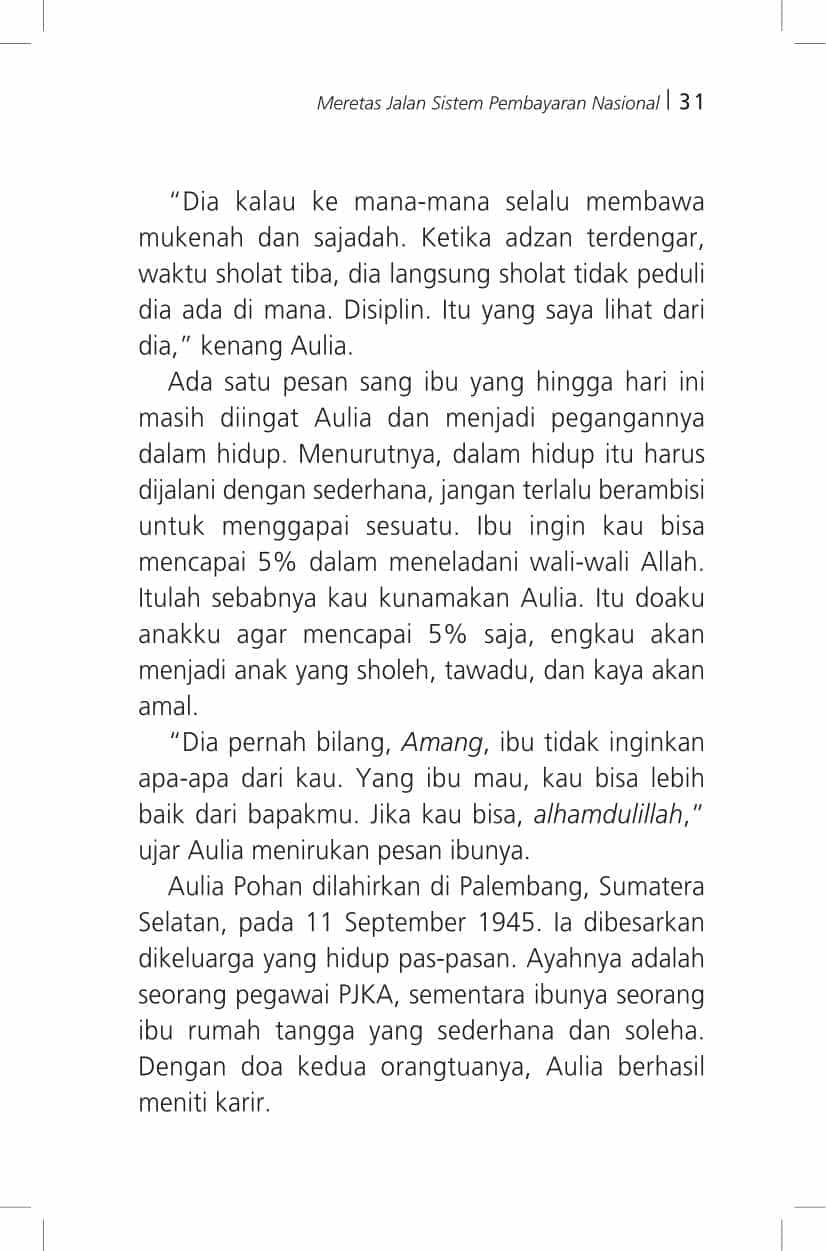 Meretas Jalan Sistem Pembayaran Nasional | 31
“Dia kalau ke mana-mana selalu membawa
mukenah dan sajadah. Ketika adzan terdengar,
waktu sholat tiba, dia langsung sholat tidak peduli
dia ada di mana. Disiplin. Itu yang saya lihat dari
dia,” kenang Aulia.
Ada satu pesan sang ibu yang hingga hari ini
masih diingat Aulia dan menjadi pegangannya
dalam hidup. Menurutnya, dalam hidup itu harus
dijalani dengan sederhana, jangan terlalu berambisi
untuk menggapai sesuatu. Ibu ingin kau bisa
mencapai 5% dalam meneladani wali-wali Allah.
Itulah sebabnya kau kunamakan Aulia. Itu doaku
anakku agar mencapai 5% saja, engkau akan
menjadi anak yang sholeh, tawadu, dan kaya akan
amal.
“Dia pernah bilang, Amang, ibu tidak inginkan
apa-apa dari kau. Yang ibu mau, kau bisa lebih
baik dari bapakmu. Jika kau bisa, alhamdulillah,”
ujar Aulia menirukan pesan ibunya.
Aulia Pohan dilahirkan di Palembang, Sumatera
Selatan, pada 11 September 1945. Ia dibesarkan
dikeluarga yang hidup pas-pasan. Ayahnya adalah
seorang pegawai PJKA, sementara ibunya seorang
ibu rumah tangga yang sederhana dan soleha.
Dengan doa kedua orangtuanya, Aulia berhasil
meniti karir.